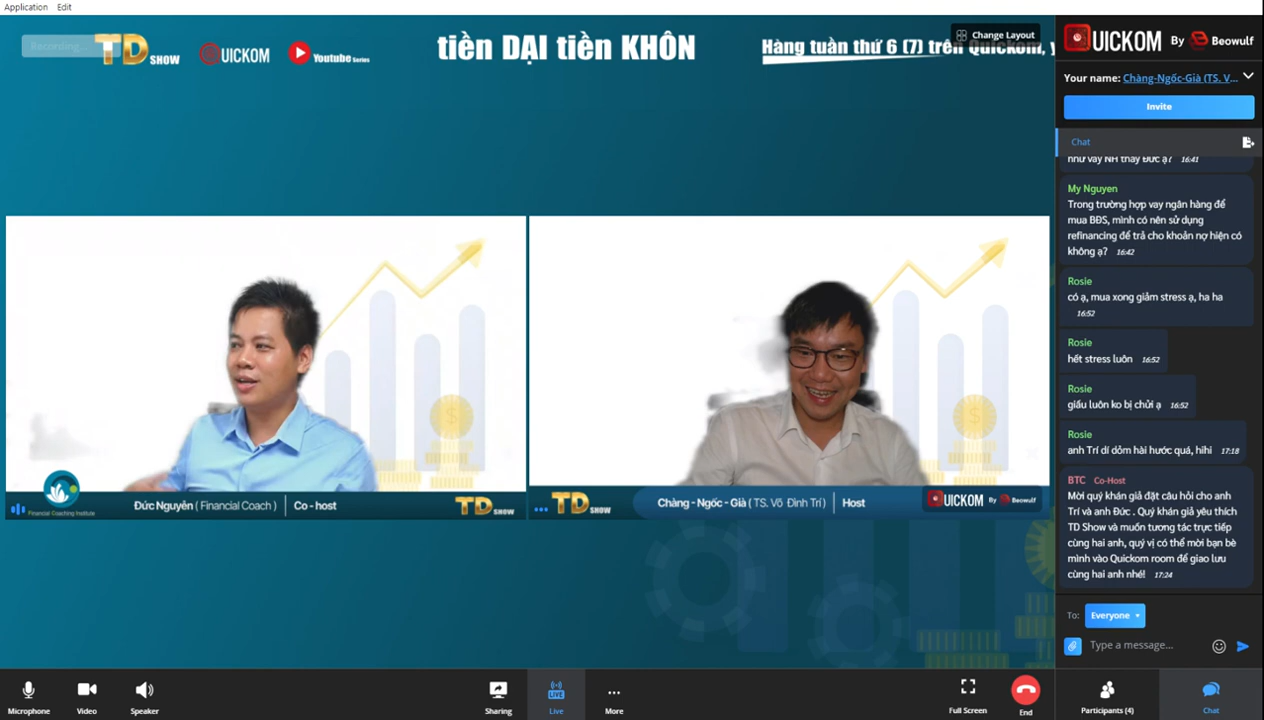 Application Edit
Recording...
TD SHOW
QUICKOM
Youtube Series
tiền DẠI tiền KHÔN
Hàng tuần thứ 6 (7) trên Quickom, y
Change Layout
QUICKOM By Beowulf
Your name: Chàng-Ngốc-Già (TS. V...
Invite
Chat
như vay NH thầy Đức ạ? 16:41
My Nguyen
Trong trường hợp vay ngân hàng để
mua BĐS, mình có nên sử dụng
refinancing để trả cho khoản nợ hiện có
không ạ? 16:42
Rosie
có ạ, mua xong giảm stress ạ, ha ha
16:52
Rosie
hết stress luôn 16:52
Rosie
giấu luôn ko bị chửi ạ 16:52
Rosie
anh Trí dí dỏm hài hước quá, hihi 17:18
BTC Co-Host
Mời quý khán giả đặt câu hỏi cho anh
Trí và anh Đức . Quý khán giả yêu thích
TD Show và muốn tương tác trực tiếp
cùng hai anh, quý vị có thể mời bạn bè
mình vào Quickom room để giao lưu
cùng hai anh nhé! 17:24
To: Everyone
Type a message...
Financial Coaching Institute
Đức Nguyên ( Financial Coach ) Co-host
TD SHOW
TD SHOW
Chàng - Ngốc - Già ( TS. Võ Đình Trí ) Host
QUICKOM By Beowulf
Microphone
Video
Speaker
Sharing
LIVE
Live
More
Full Screen
End
Participants (4)
Chat